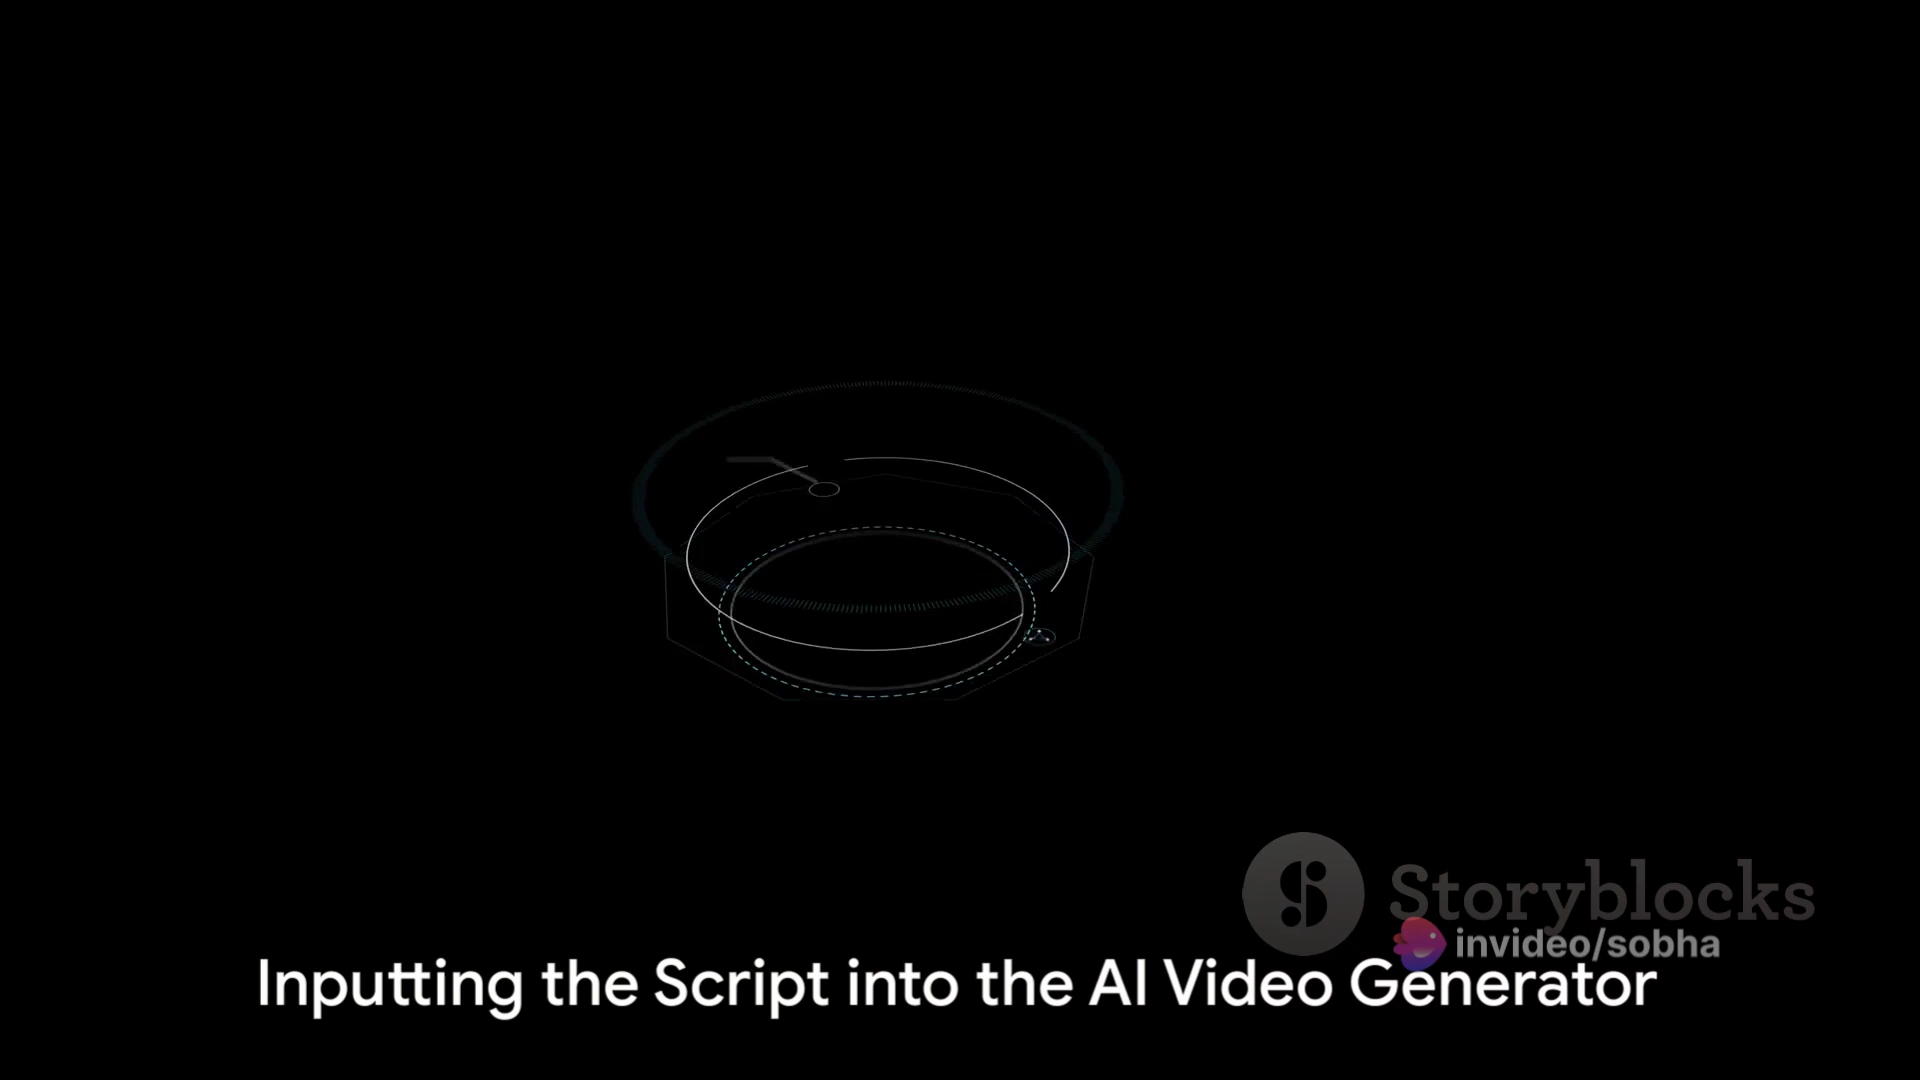 Storyblocks
invideo/sobha
Inputting the Script into the AI Video Generator